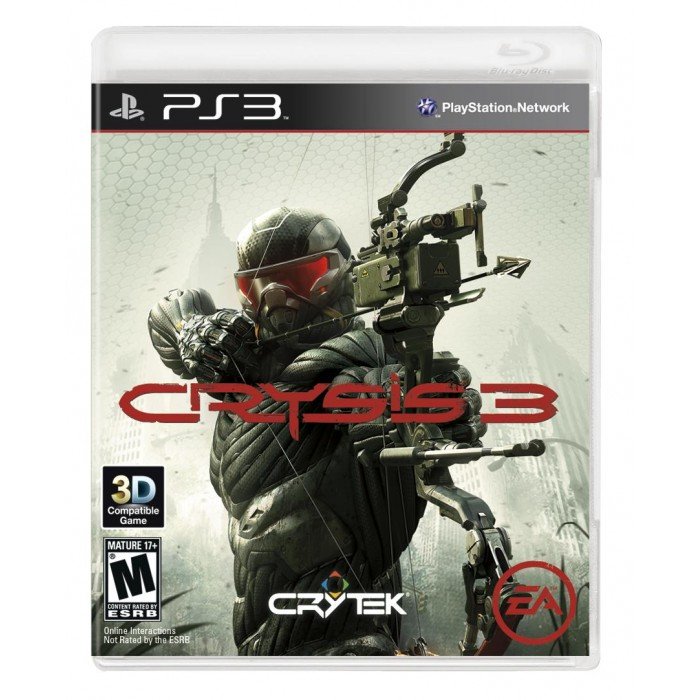 Blu-ray Disc
PS3™
PlayStation®Network
CRYSIS 3
3D
Compatible
Game
MATURE 17+
M
CONTENT RATED BY
ESRB
Online Interactions
Not Rated by the ESRB
CRYTEK
EA